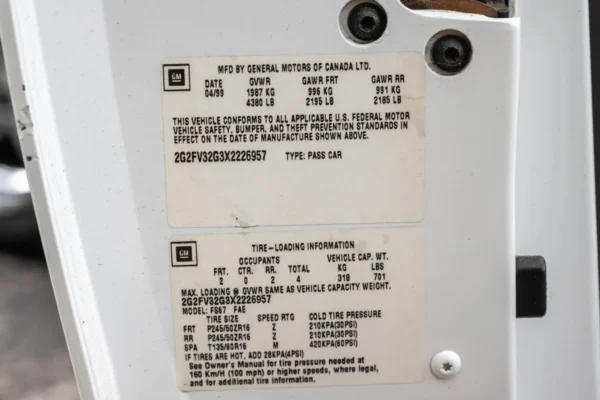 GM
MFD BY GENERAL MOTORS OF CANADA LTD.
DATE GVWR GAWR FRT GAWR RR
04/99 1987 KG 996 KG 991 KG
4380 LB 2195 LB 2185 LB
THIS VEHICLE CONFORMS TO ALL APPLICABLE U.S. FEDERAL MOTOR
VEHICLE SAFETY, BUMPER, AND THEFT PREVENTION STANDARDS IN
EFFECT ON THE DATE OF MANUFACTURE SHOWN ABOVE.
2G2FV32G3X2226957 TYPE: PASS CAR
GM
TIRE-LOADING INFORMATION
OCCUPANTS VEHICLE CAP. WT.
FRT. CTR. RR. TOTAL KG LBS
2 0 2 4 318 701
MAX. LOADING @ GVWR SAME AS VEHICLE CAPACITY WEIGHT.
2G2FV32G3X2226957
MODEL: FS67 FAE
TIRE SIZE SPEED RTG COLD TIRE PRESSURE
FRT P245/50ZR16 Z 210KPA(30PSI)
RR P245/50ZR16 Z 210KPA(30PSI)
SPA T135/80R16 M 420KPA(60PSI)
IF TIRES ARE HOT, ADD 28KPA(4PSI)
See Owner's Manual for tire pressure needed at
160 Km/H (100 mph) or higher speeds, where legal,
and for additional tire information.